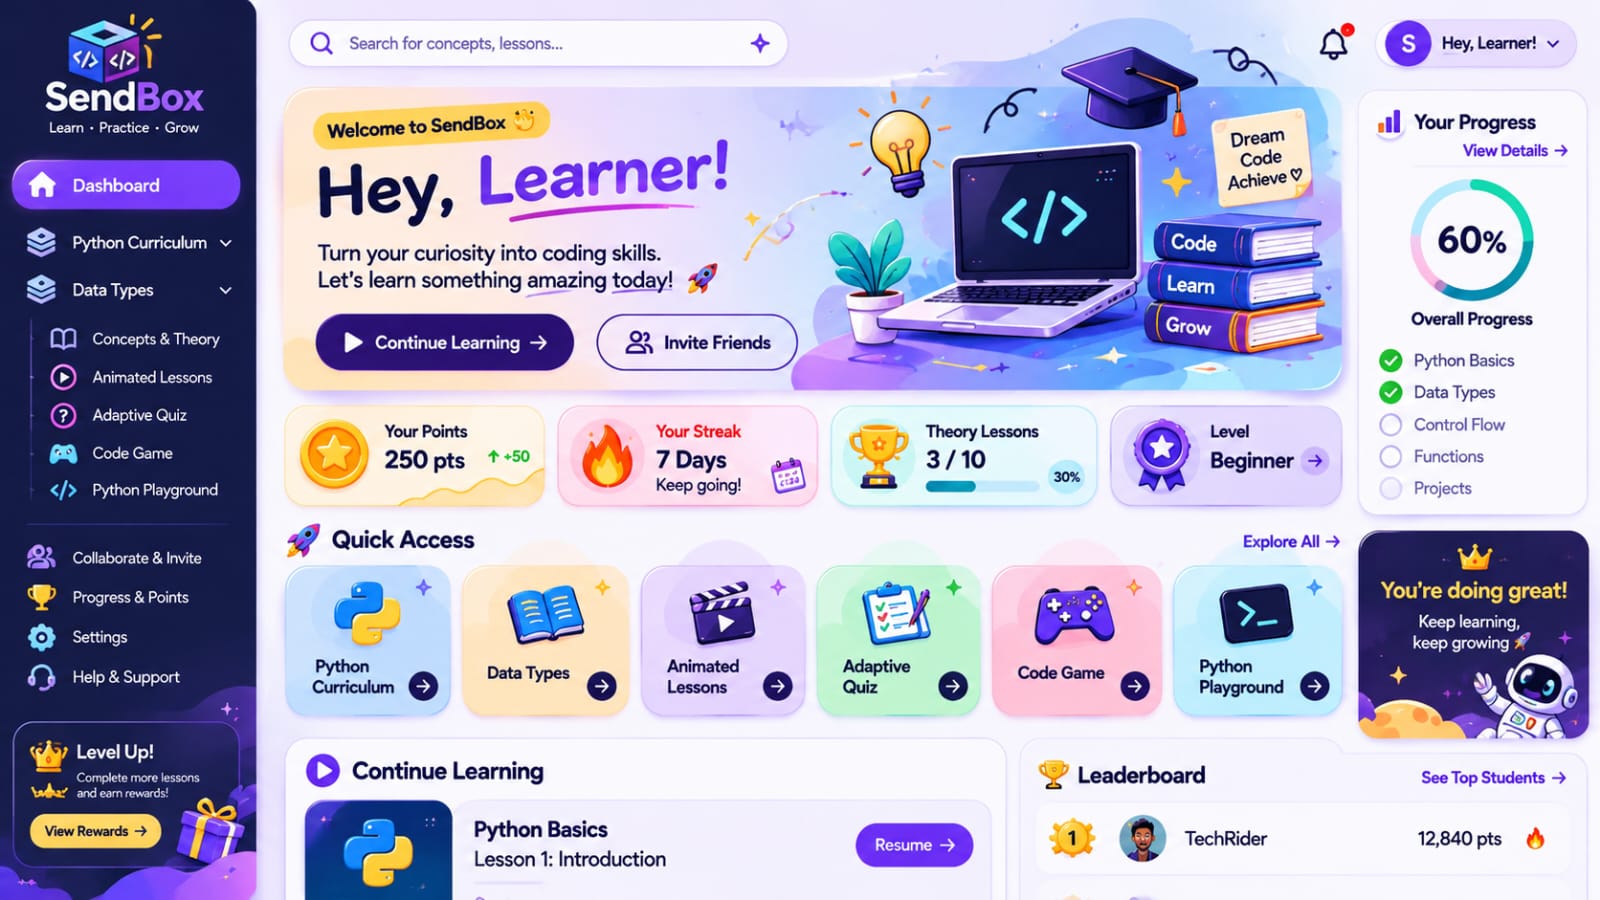 SendBox
Learn • Practice • Grow
Dashboard
Python Curriculum
Data Types
Concepts & Theory
Animated Lessons
Adaptive Quiz
Code Game
Python Playground
Collaborate & Invite
Progress & Points
Settings
Help & Support
Level Up!
Complete more lessons
and earn rewards!
View Rewards →
Search for concepts, lessons...
S
Hey, Learner!
Welcome to SendBox
Hey, Learner!
Turn your curiosity into coding skills.
Let's learn something amazing today!
Continue Learning →
Invite Friends
</>
Dream
Code
Achieve ♡
Code
Learn
Grow
Your Points
250 pts
↑ +50
Your Streak
7 Days
Keep going!
Theory Lessons
3 / 10
30%
Level
Beginner →
Quick Access
Explore All →
Python
Curriculum
Data Types
Animated
Lessons
Adaptive
Quiz
Code Game
Python
Playground
Continue Learning
Python Basics
Lesson 1: Introduction
Resume →
Your Progress
View Details →
60%
Overall Progress
Python Basics
Data Types
Control Flow
Functions
Projects
You're doing great!
Keep learning,
keep growing
Leaderboard
See Top Students →
1
TechRider
12,840 pts